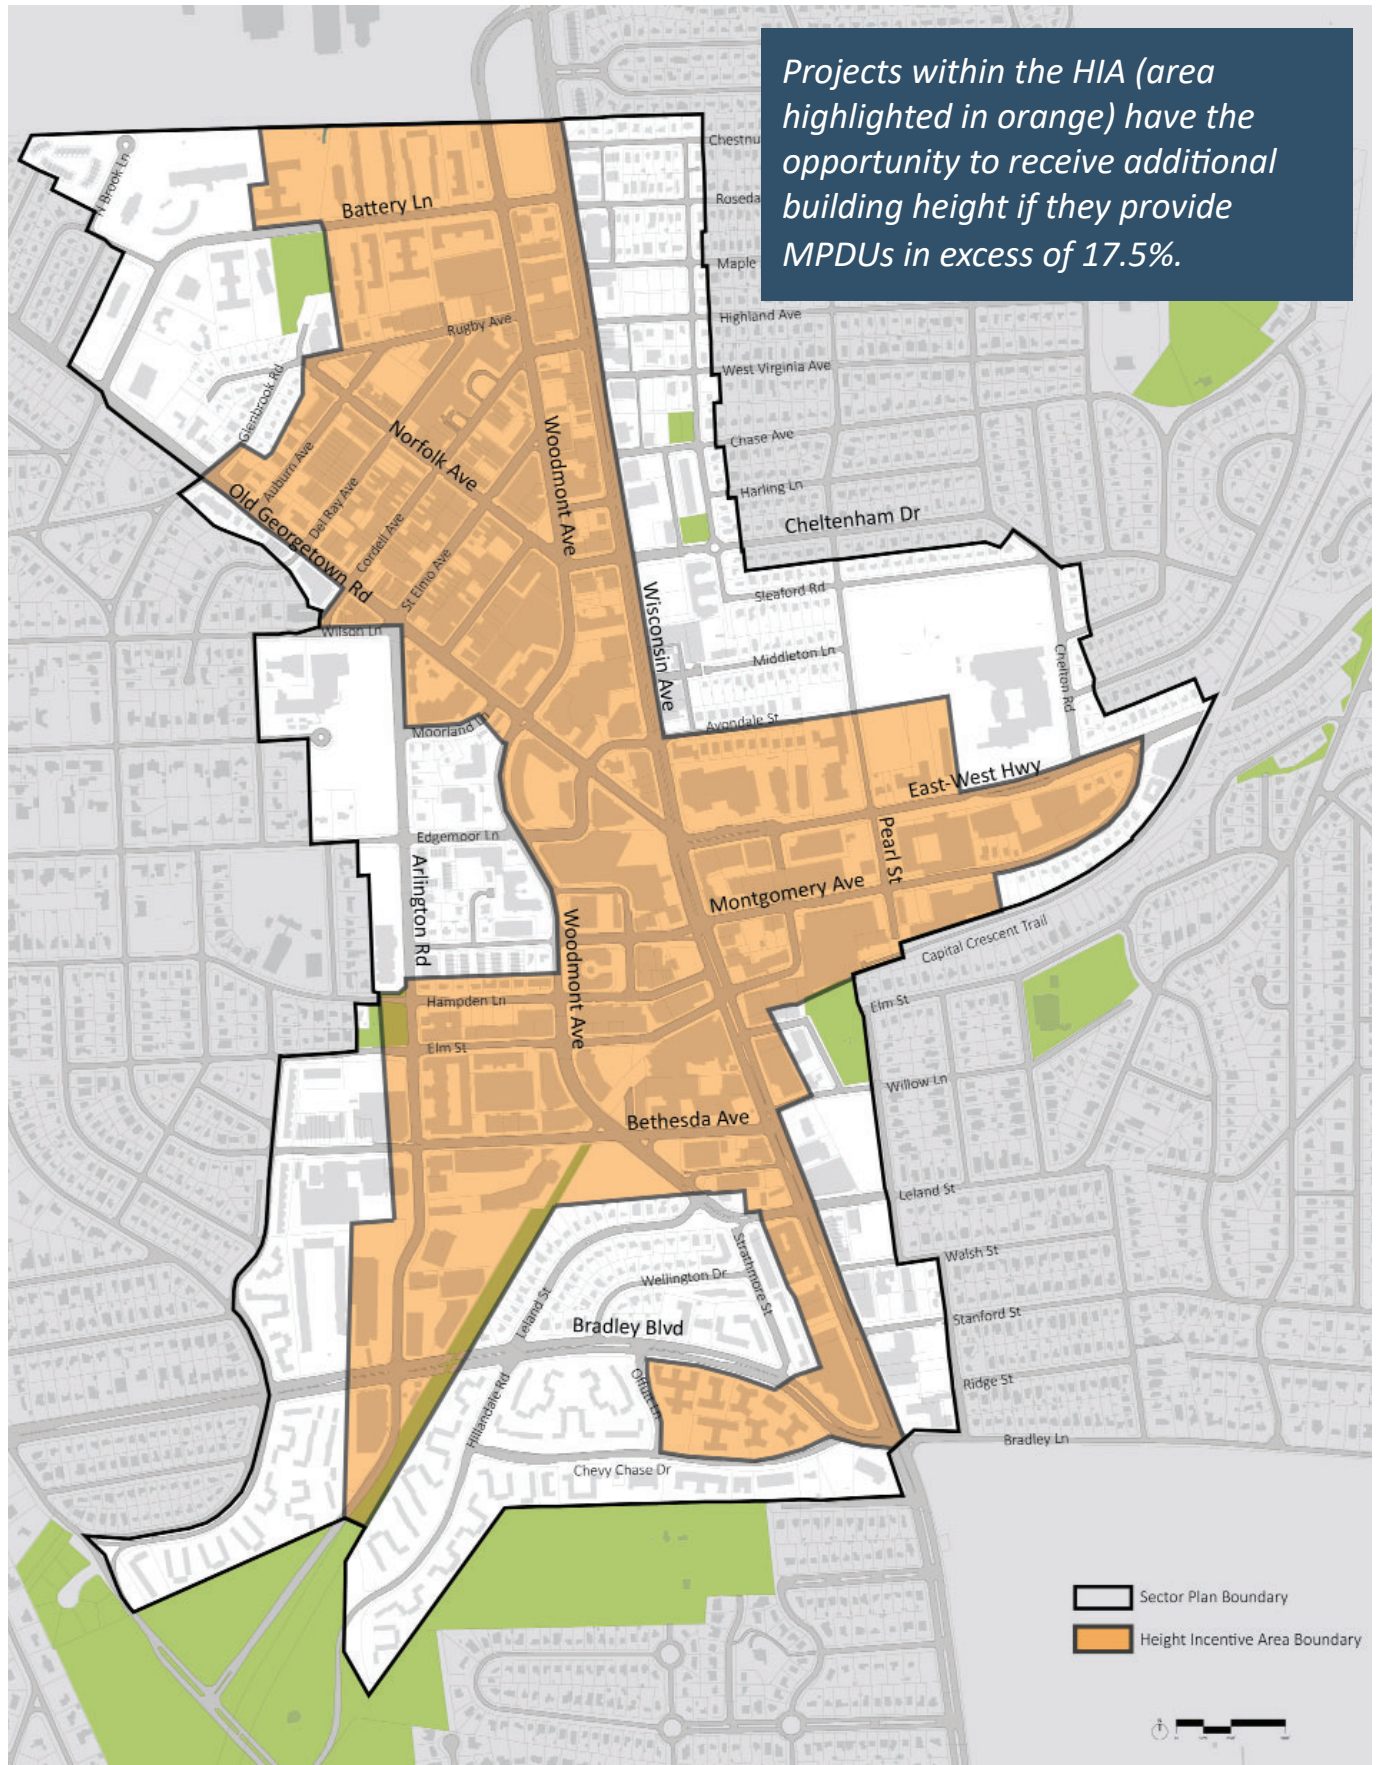 Projects within the HIA (area
highlighted in orange) have the
opportunity to receive additional
building height if they provide
MPDUs in excess of 17.5%.
Chestnu
N Brook Ln
Roseda
Battery Ln
Maple
Highland Ave
Rugby Ave
West Virginia Ave
Glenbrook Rd
Chase Ave
Norfolk Ave
Woodmont Ave
Auburn Ave
Harling Ln
Old Georgetown Rd
Del Ray Ave
Cheltenham Dr
Cordell Ave
St Elmo Ave
Sleaford Rd
Wisconsin Ave
Wilson Ln
Middleton Ln
Chelton Rd
Avondale St
Moorland Ln
East-West Hwy
Edgemoor Ln
Pearl St
Arlington Rd
Montgomery Ave
Woodmont Ave
Capital Crescent Trail
Hampden Ln
Elm St
Elm St
Willow Ln
Bethesda Ave
Leland St
Walsh St
Strathmore St
Wellington Dr
Leland St
Stanford St
Bradley Blvd
Ridge St
Offutt Ln
Hillandale Rd
Bradley Ln
Chevy Chase Dr
Sector Plan Boundary
Height Incentive Area Boundary